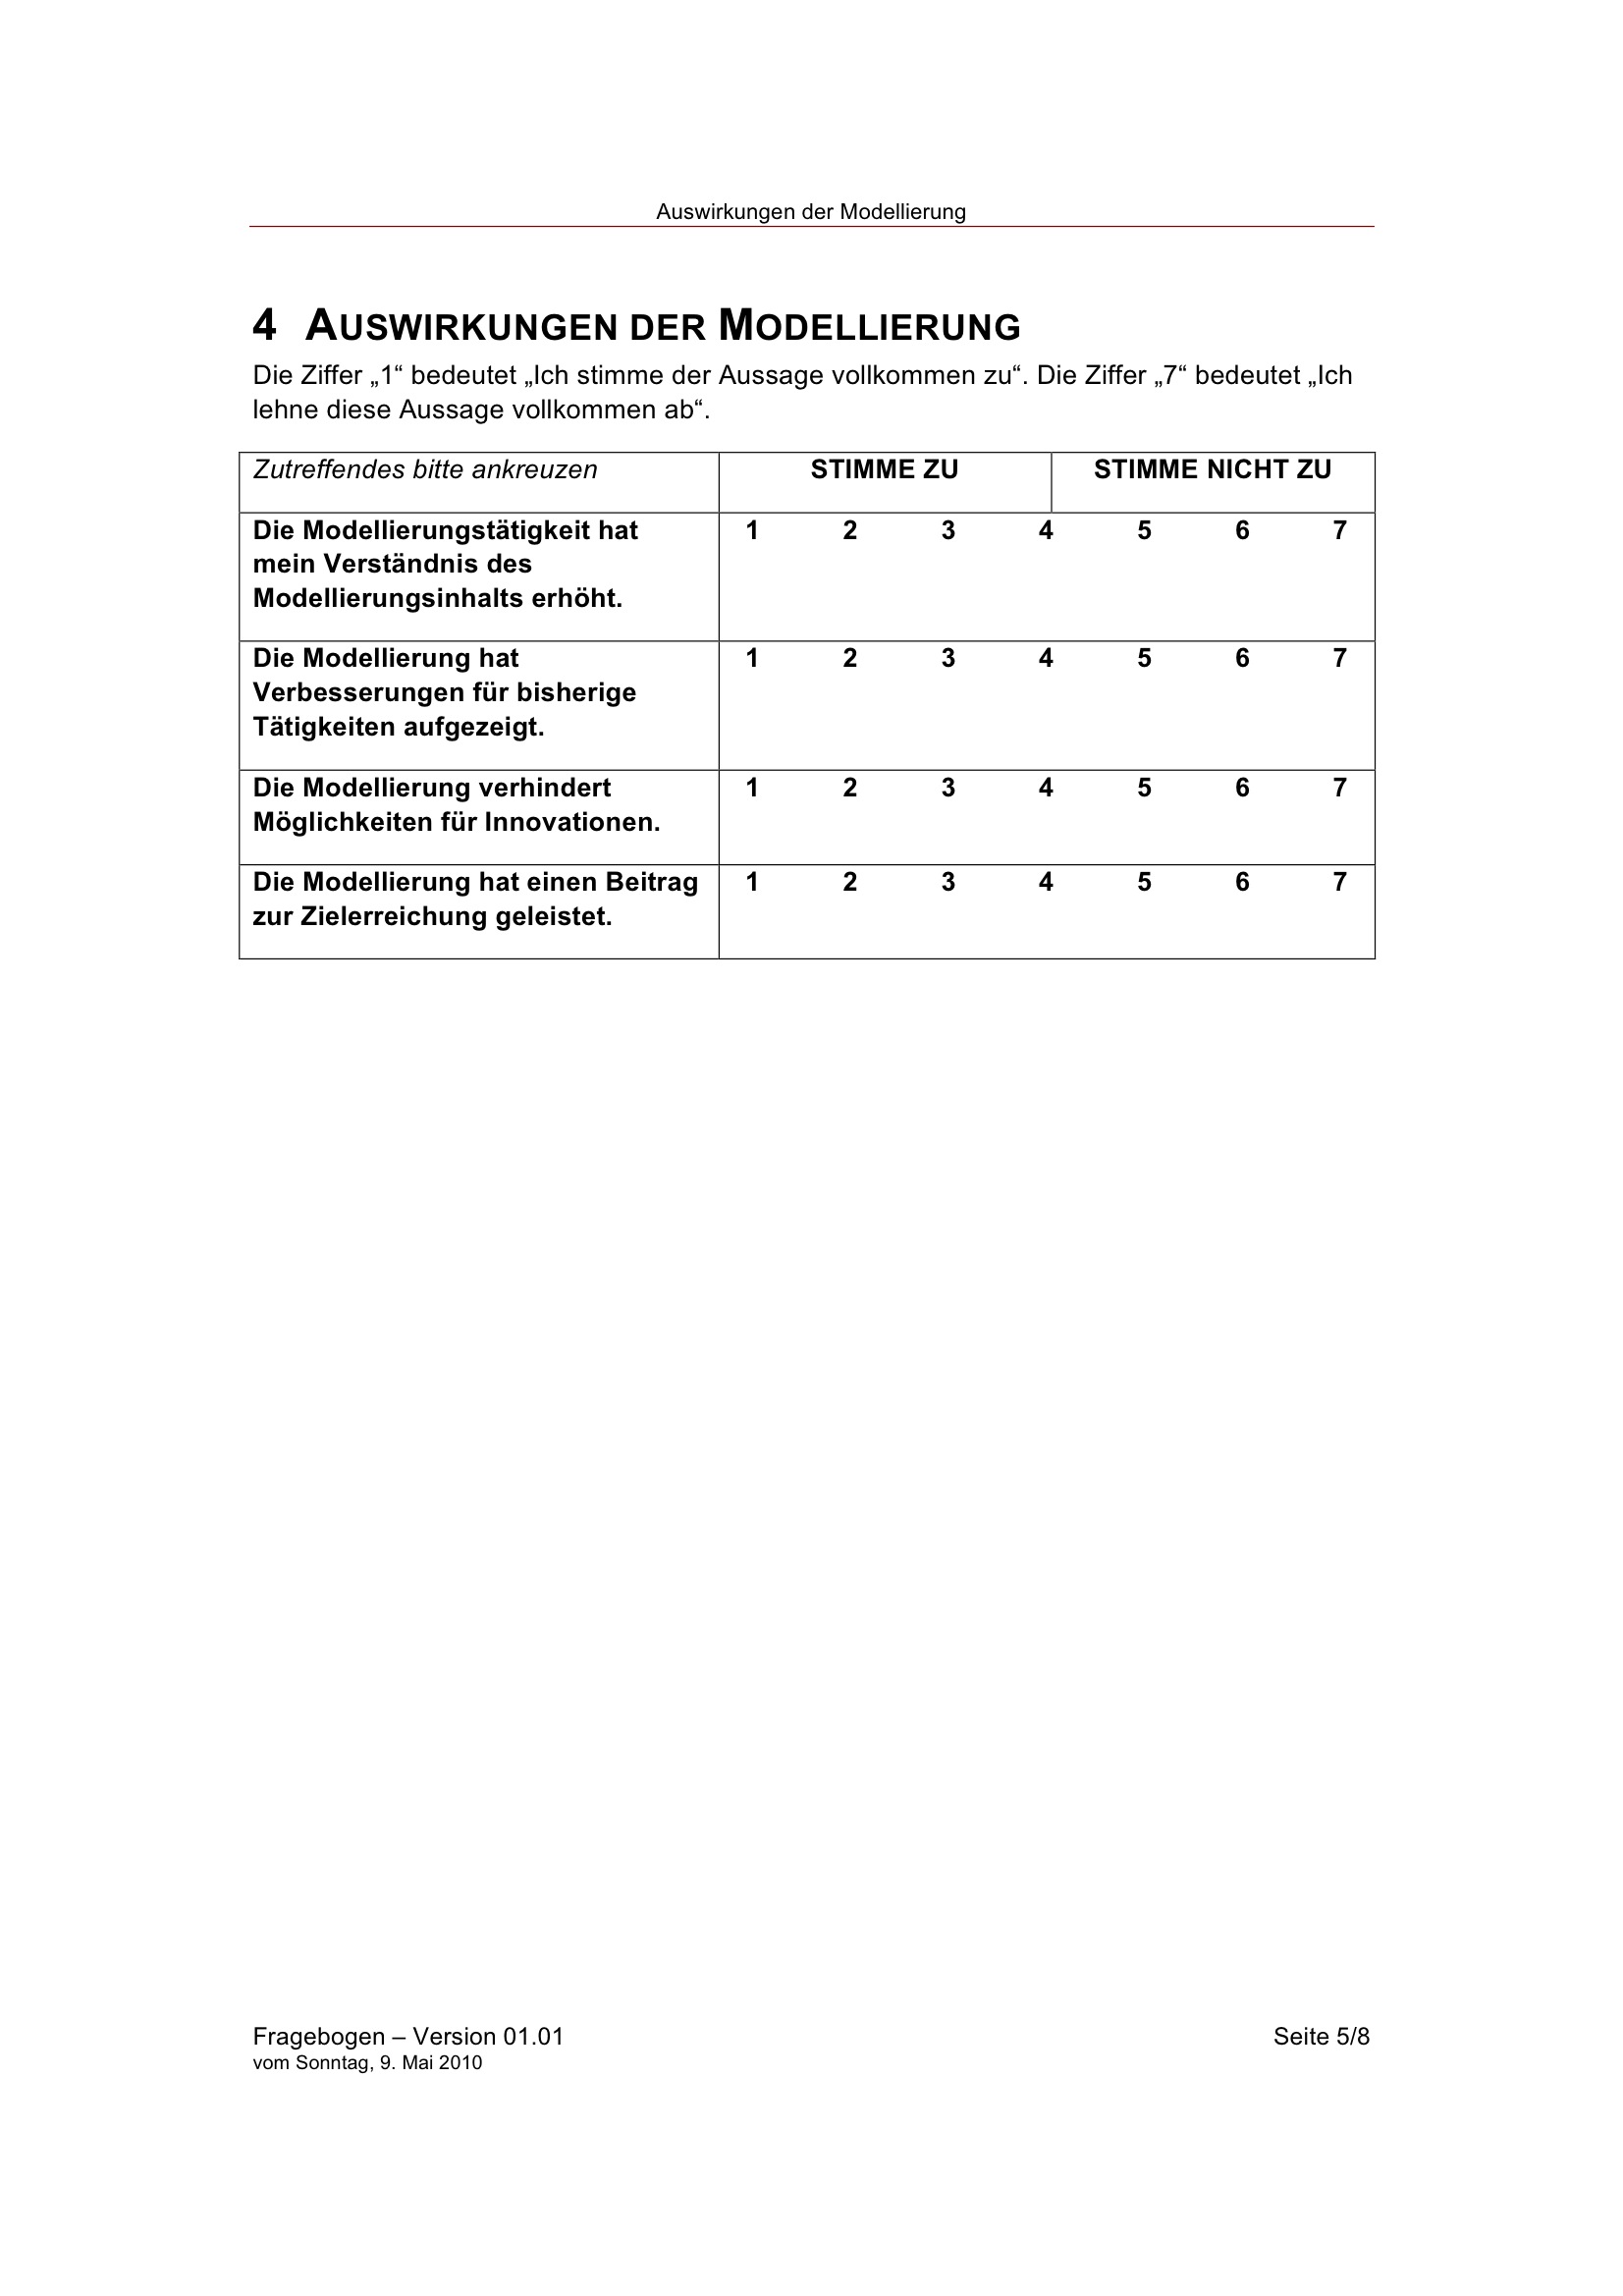 Auswirkungen der Modellierung
4 AUSWIRKUNGEN DER MODELLIERUNG
Die Ziffer „1“ bedeutet „Ich stimme der Aussage vollkommen zu“. Die Ziffer „7“ bedeutet „Ich
lehne diese Aussage vollkommen ab“.
Zutreffendes bitte ankreuzen STIMME ZU STIMME NICHT ZU
Die Modellierungstätigkeit hat 1 2 3 4 5 6 7
mein Verständnis des
Modellierungsinhalts erhöht.
Die Modellierung hat 1 2 3 4 5 6 7
Verbesserungen für bisherige
Tätigkeiten aufgezeigt.
Die Modellierung verhindert 1 2 3 4 5 6 7
Möglichkeiten für Innovationen.
Die Modellierung hat einen Beitrag 1 2 3 4 5 6 7
zur Zielerreichung geleistet.
Fragebogen – Version 01.01 Seite 5/8
vom Sonntag, 9. Mai 2010